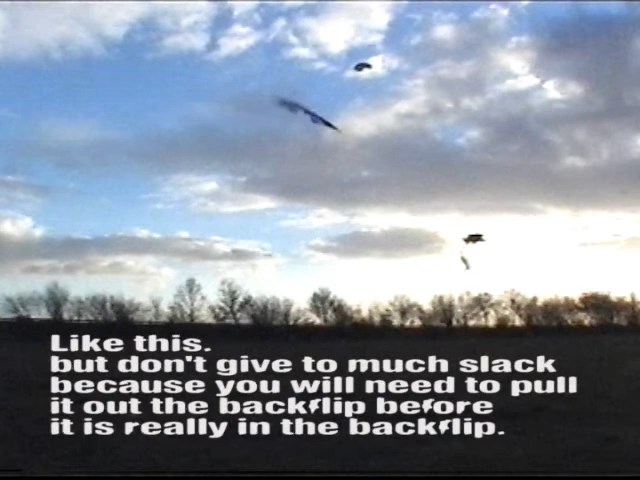 Like this.
but don't give to much slack
because you will need to pull
it out the backflip before
it is really in the backflip.